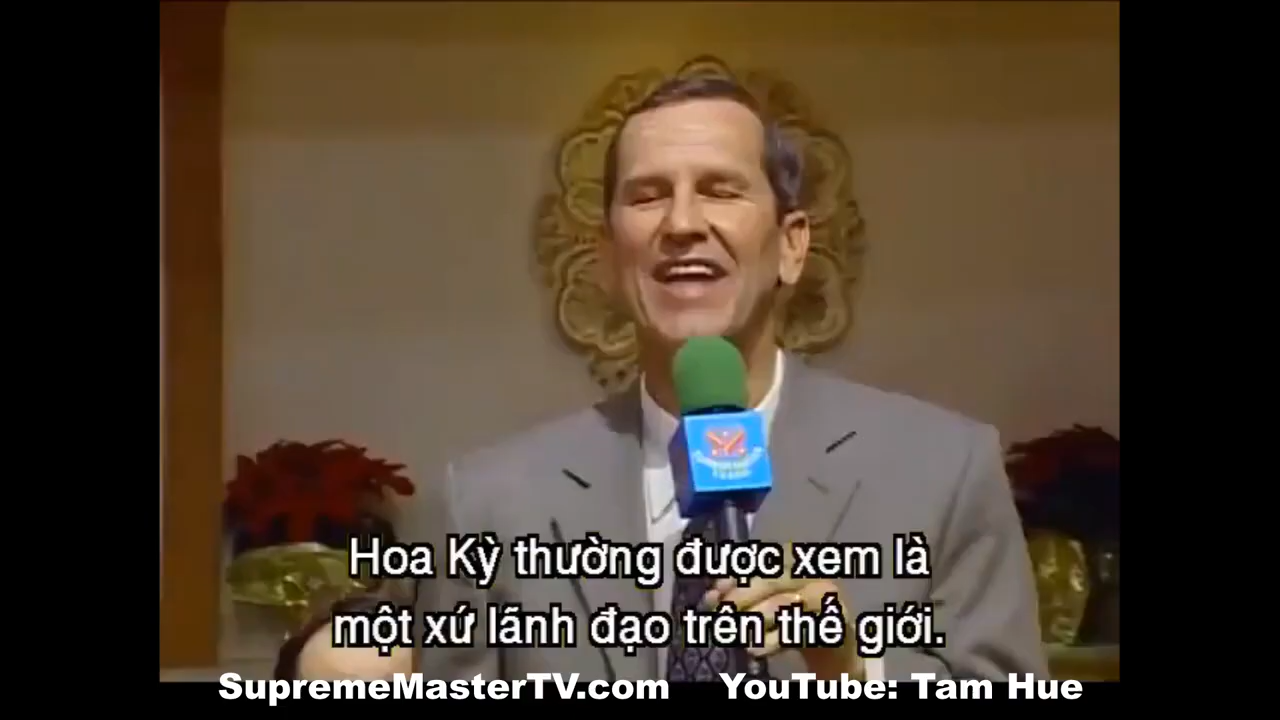 Hoa Kỳ thường được xem là
một xứ lãnh đạo trên thế giới.
SupremeMasterTV.com YouTube: Tam Hue